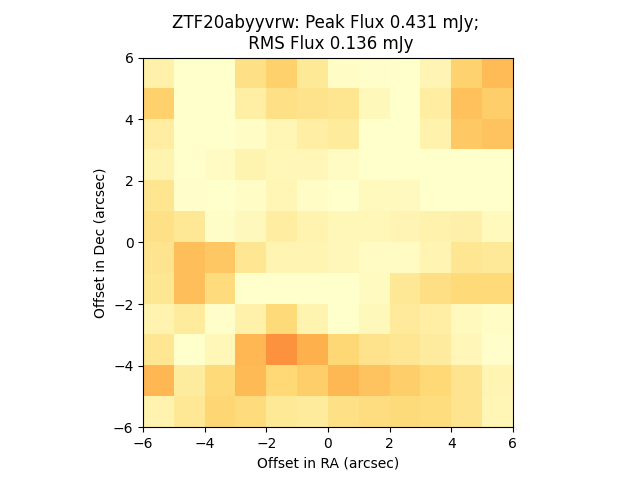 ZTF20abyyvrw: Peak Flux 0.431 mJy;
RMS Flux 0.136 mJy
6
4
2
0
−2
−4
−6
Offset in Dec (arcsec)
−6 −4 −2 0 2 4 6
Offset in RA (arcsec)